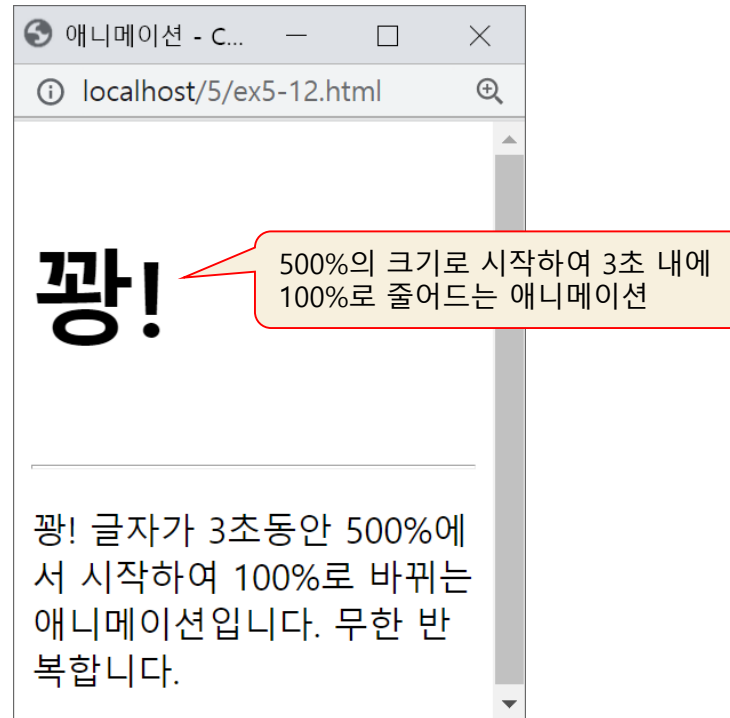 애니메이션 - C...
localhost/5/ex5-12.html
꽝!
500%의 크기로 시작하여 3초 내에
100%로 줄어드는 애니메이션
꽝! 글자가 3초동안 500%에
서 시작하여 100%로 바뀌는
애니메이션입니다. 무한 반
복합니다.